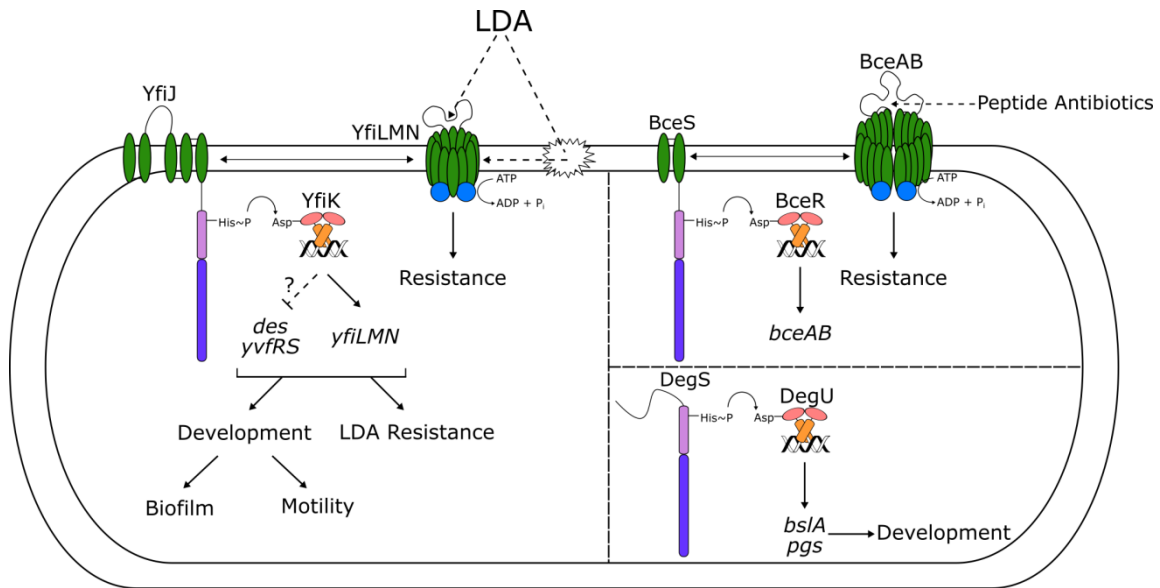 LDA
YfiJ
YfiLMN
ATP
ADP + Pi
His~P
Asp
YfiK
Resistance
?
des
yvfRS
yfiLMN
Development
LDA Resistance
Biofilm
Motility
BceAB
Peptide Antibiotics
BceS
ATP
ADP + Pi
His~P
Asp
BceR
Resistance
bceAB
DegS
His~P
Asp
DegU
bslA
pgs
Development